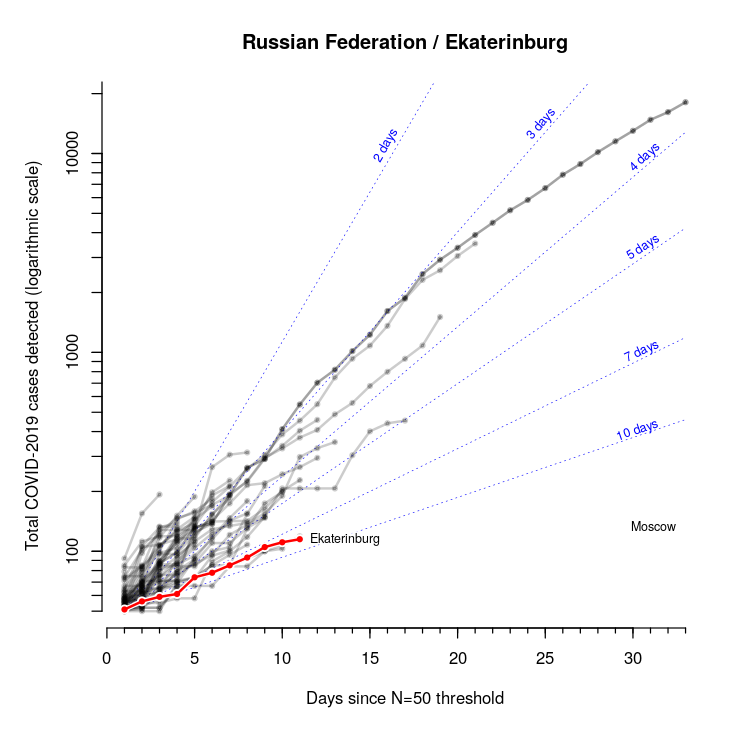 Russian Federation / Ekaterinburg
Total COVID-2019 cases detected (logarithmic scale)
10000
1000
100
2 days
3 days
4 days
5 days
7 days
10 days
Moscow
Ekaterinburg
0 5 10 15 20 25 30
Days since N=50 threshold